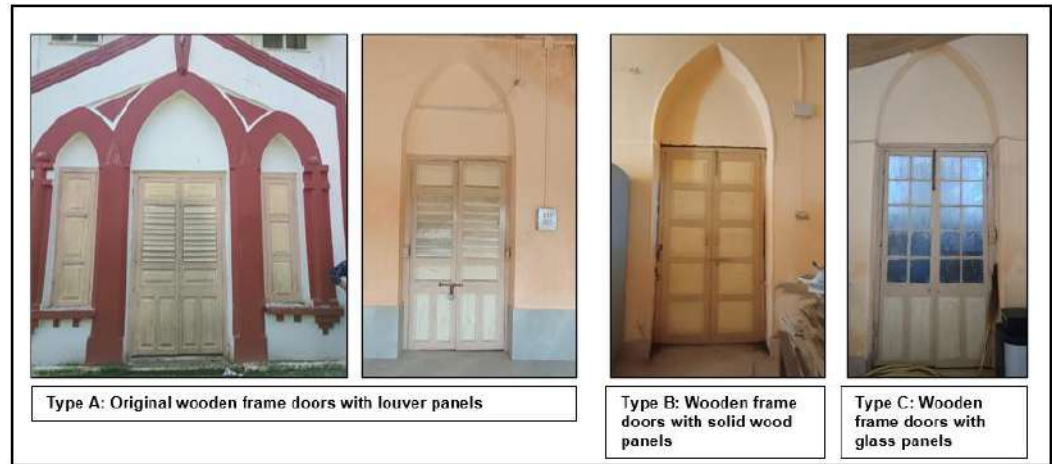 Type A: Original wooden frame doors with louver panels
Type B: Wooden frame
doors with solid wood
panels
Type C: Wooden
frame doors with
glass panels